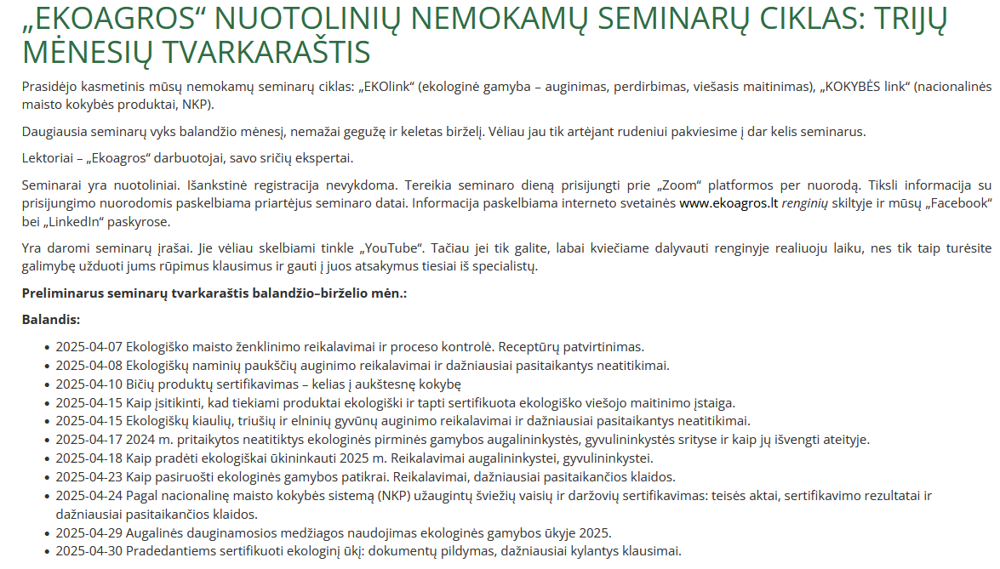 „EKOAGROS“ NUOTOLINIŲ NEMOKAMŲ SEMINARŲ CIKLAS: TRIJŲ
MĖNESIŲ TVARKARAŠTIS
Prasidėjo kasmetinis mūsų nemokamų seminarų ciklas: „EKOlink“ (ekologinė gamyba – auginimas, perdirbimas, viešasis maitinimas), „KOKYBĖS link“ (nacionalinės
maisto kokybės produktai, NKP).
Daugiausia seminarų vyks balandžio mėnesį, nemažai gegužę ir keletas birželį. Vėliau jau tik artėjant rudeniui pakviesime į dar kelis seminarus.
Lektoriai – „Ekoagros“ darbuotojai, savo sričių ekspertai.
Seminarai yra nuotoliniai. Išankstinė registracija nevykdoma. Tereikia seminaro dieną prisijungti prie „Zoom“ platformos per nuorodą. Tiksli informacija su
prisijungimo nuorodomis paskelbiama priartėjus seminaro datai. Informacija paskelbiama interneto svetainės www.ekoagros.lt renginių skiltyje ir mūsų „Facebook“
bei „LinkedIn“ paskyrose.
Yra daromi seminarų įrašai. Jie vėliau skelbiami tinkle „YouTube“. Tačiau jei tik galite, labai kviečiame dalyvauti renginyje realiuoju laiku, nes tik taip turėsite
galimybę užduoti jums rūpimus klausimus ir gauti į juos atsakymus tiesiai iš specialistų.
Preliminarus seminarų tvarkaraštis balandžio–birželio mėn.:
Balandis:
• 2025-04-07 Ekologiško maisto ženklinimo reikalavimai ir proceso kontrolė. Receptūrų patvirtinimas.
• 2025-04-08 Ekologiškų naminių paukščių auginimo reikalavimai ir dažniausiai pasitaikantys neatitikimai.
• 2025-04-10 Bičių produktų sertifikavimas – kelias į aukštesnę kokybę
• 2025-04-15 Kaip įsitikinti, kad tiekiami produktai ekologiški ir tapti sertifikuota ekologiško viešojo maitinimo įstaiga.
• 2025-04-15 Ekologiškų kiaulių, triušių ir elninių gyvūnų auginimo reikalavimai ir dažniausiai pasitaikantys neatitikimai.
• 2025-04-17 2024 m. pritaikytos neatitiktys ekologinės pirminės gamybos augalininkystės, gyvulininkystės srityse ir kaip jų išvengti ateityje.
• 2025-04-18 Kaip pradėti ekologiškai ūkininkauti 2025 m. Reikalavimai augalininkystei, gyvulininkystei.
• 2025-04-23 Kaip pasiruošti ekologinės gamybos patikrai. Reikalavimai, dažniausiai pasitaikančios klaidos.
• 2025-04-24 Pagal nacionalinę maisto kokybės sistemą (NKP) užaugintų šviežių vaisių ir daržovių sertifikavimas: teisės aktai, sertifikavimo rezultatai ir
dažniausiai pasitaikančios klaidos.
• 2025-04-29 Augalinės dauginamosios medžiagos naudojimas ekologinės gamybos ūkyje 2025.
• 2025-04-30 Pradedantiems sertifikuoti ekologinį ūkį: dokumentų pildymas, dažniausiai kylantys klausimai.